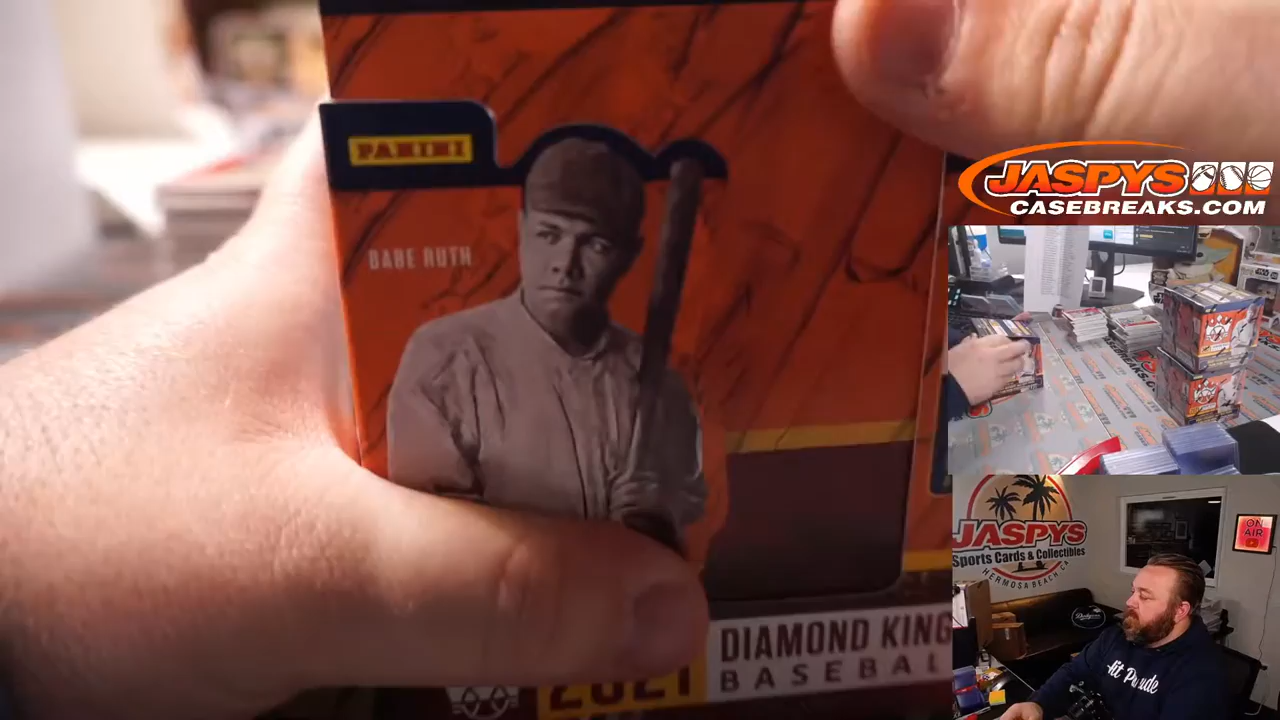 PANINI
BABE RUTH
2021
DIAMOND KING
BASEBAL
JASPYS
CASEBREAKS.COM
JASPYS
Sports Cards & Collectibles
HERMOSA BEACH, CA
ON
AIR
Dodgers